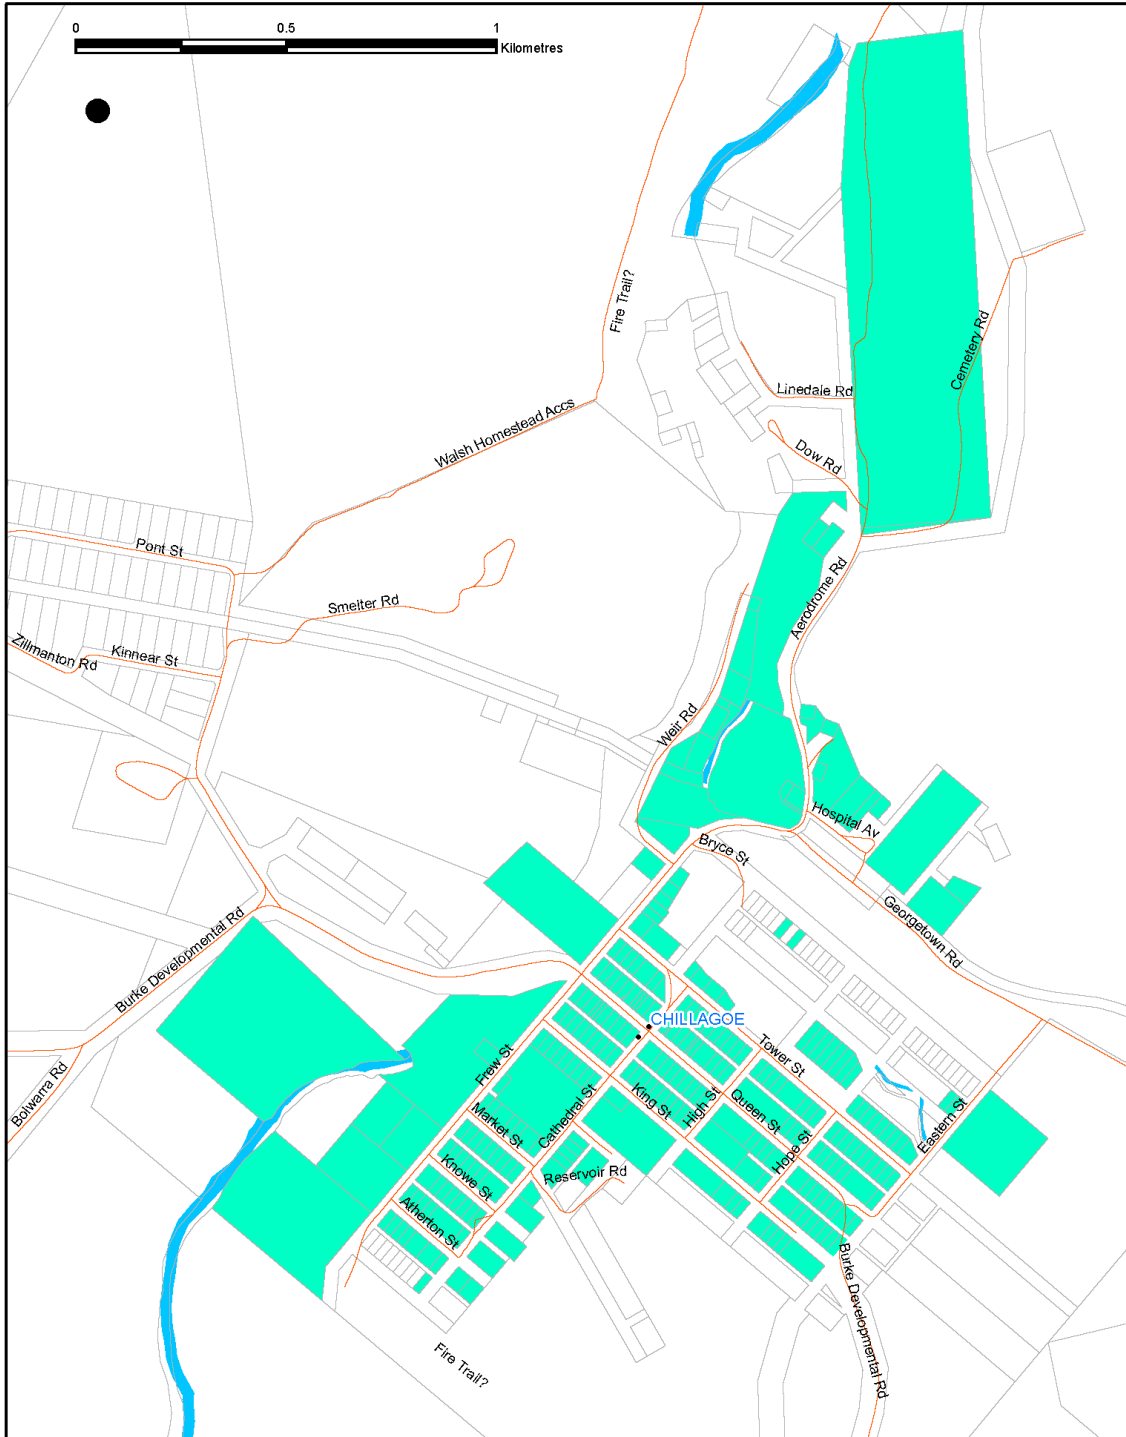 0 0.5 1
Kilometres
Fire Trail?
Cemetery Rd
Linedale Rd
Walsh Homestead Accs
Dow Rd
Pont St
Aerodrome Rd
Smelter Rd
Zillmanton Rd
Kinnear St
Weir Rd
Hospital Av
Bryce St
Georgetown Rd
Burke Developmental Rd
CHILLAGOE
Tower St
Frew St
Bolwarra Rd
Market St
Cathedral St
King St
High St
Queen St
Hope St
Eastern St
Knowe St
Reservoir Rd
Atherton St
Burke Developmental Rd
Fire Trail?